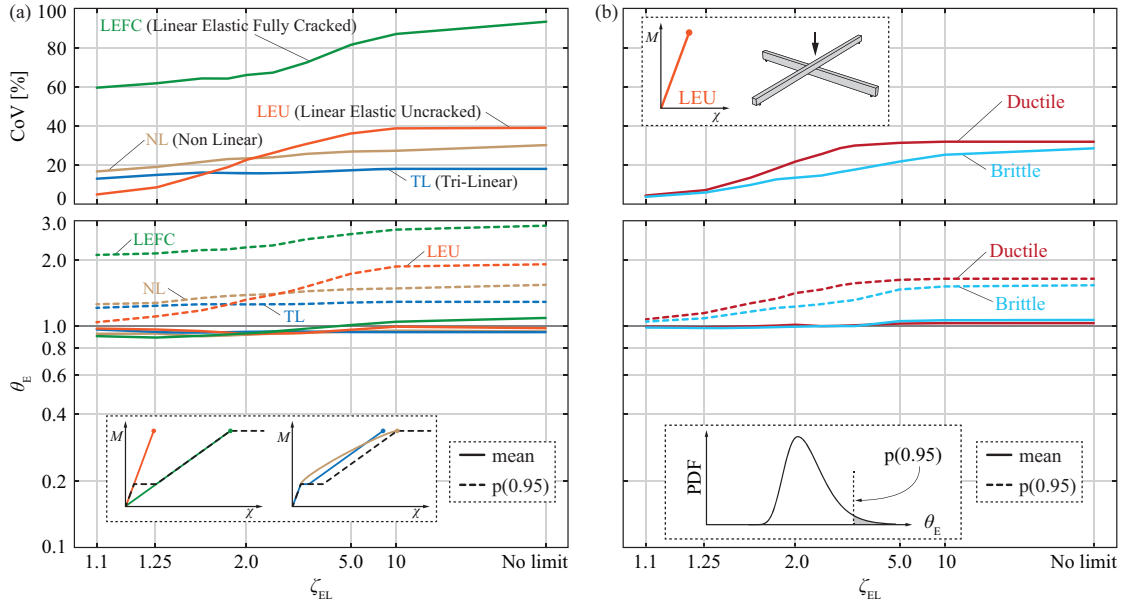 (a)
CoV [%]
100
80
60
40
20
0
LEFC (Linear Elastic Fully Cracked)
LEU (Linear Elastic Uncracked)
NL (Non Linear)
TL (Tri-Linear)
θE
3.0
2.0
1.0
0.8
0.4
0.2
0.1
LEFC
LEU
NL
TL
M
χ
M
χ
mean
p(0.95)
1.1
1.25
2.0
5.0
10
No limit
ζEL
(b)
M
LEU
χ
Ductile
Brittle
Ductile
Brittle
PDF
p(0.95)
θE
mean
p(0.95)
1.1
1.25
2.0
5.0
10
No limit
ζEL